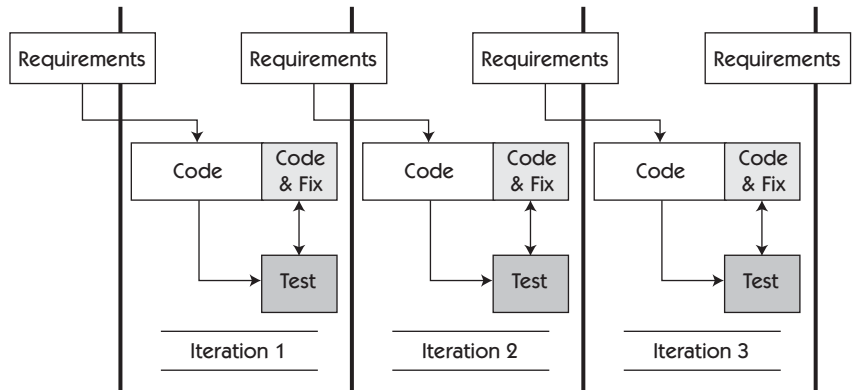 Requirements
Requirements
Requirements
Requirements
Code
Code
& Fix
Code
Code
& Fix
Code
Code
& Fix
Test
Test
Test
Iteration 1
Iteration 2
Iteration 3